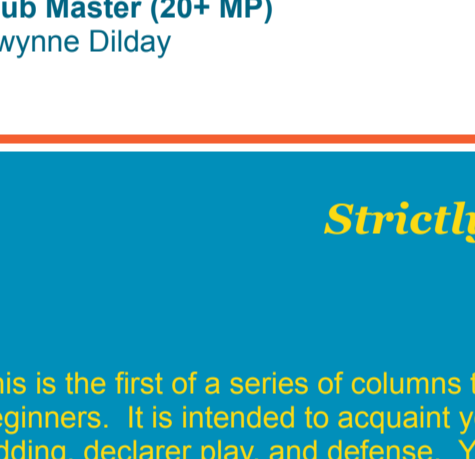 ub Master (20+ MP)
wynne Dilday
Strictly
his is the first of a series of columns t
eginners. It is intended to acquaint y
dding, declarer play, and defense. Y